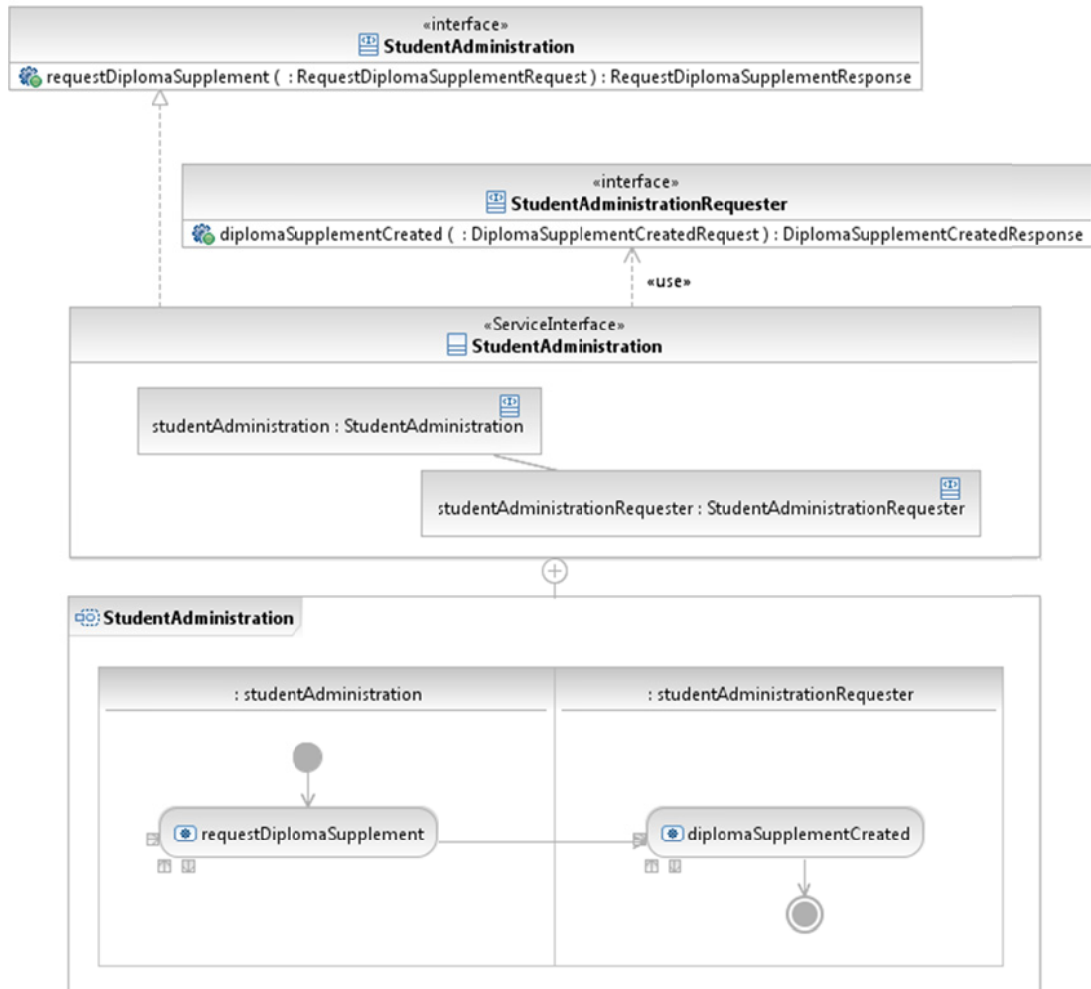 «interface»
StudentAdministration
requestDiplomaSupplement ( : RequestDiplomaSupplementRequest ) : RequestDiplomaSupplementResponse
«interface»
StudentAdministrationRequester
diplomaSupplementCreated ( : DiplomaSupplementCreatedRequest ) : DiplomaSupplementCreatedResponse
«use»
«ServiceInterface»
StudentAdministration
studentAdministration : StudentAdministration
studentAdministrationRequester : StudentAdministrationRequester
StudentAdministration
: studentAdministration
: studentAdministrationRequester
requestDiplomaSupplement
diplomaSupplementCreated